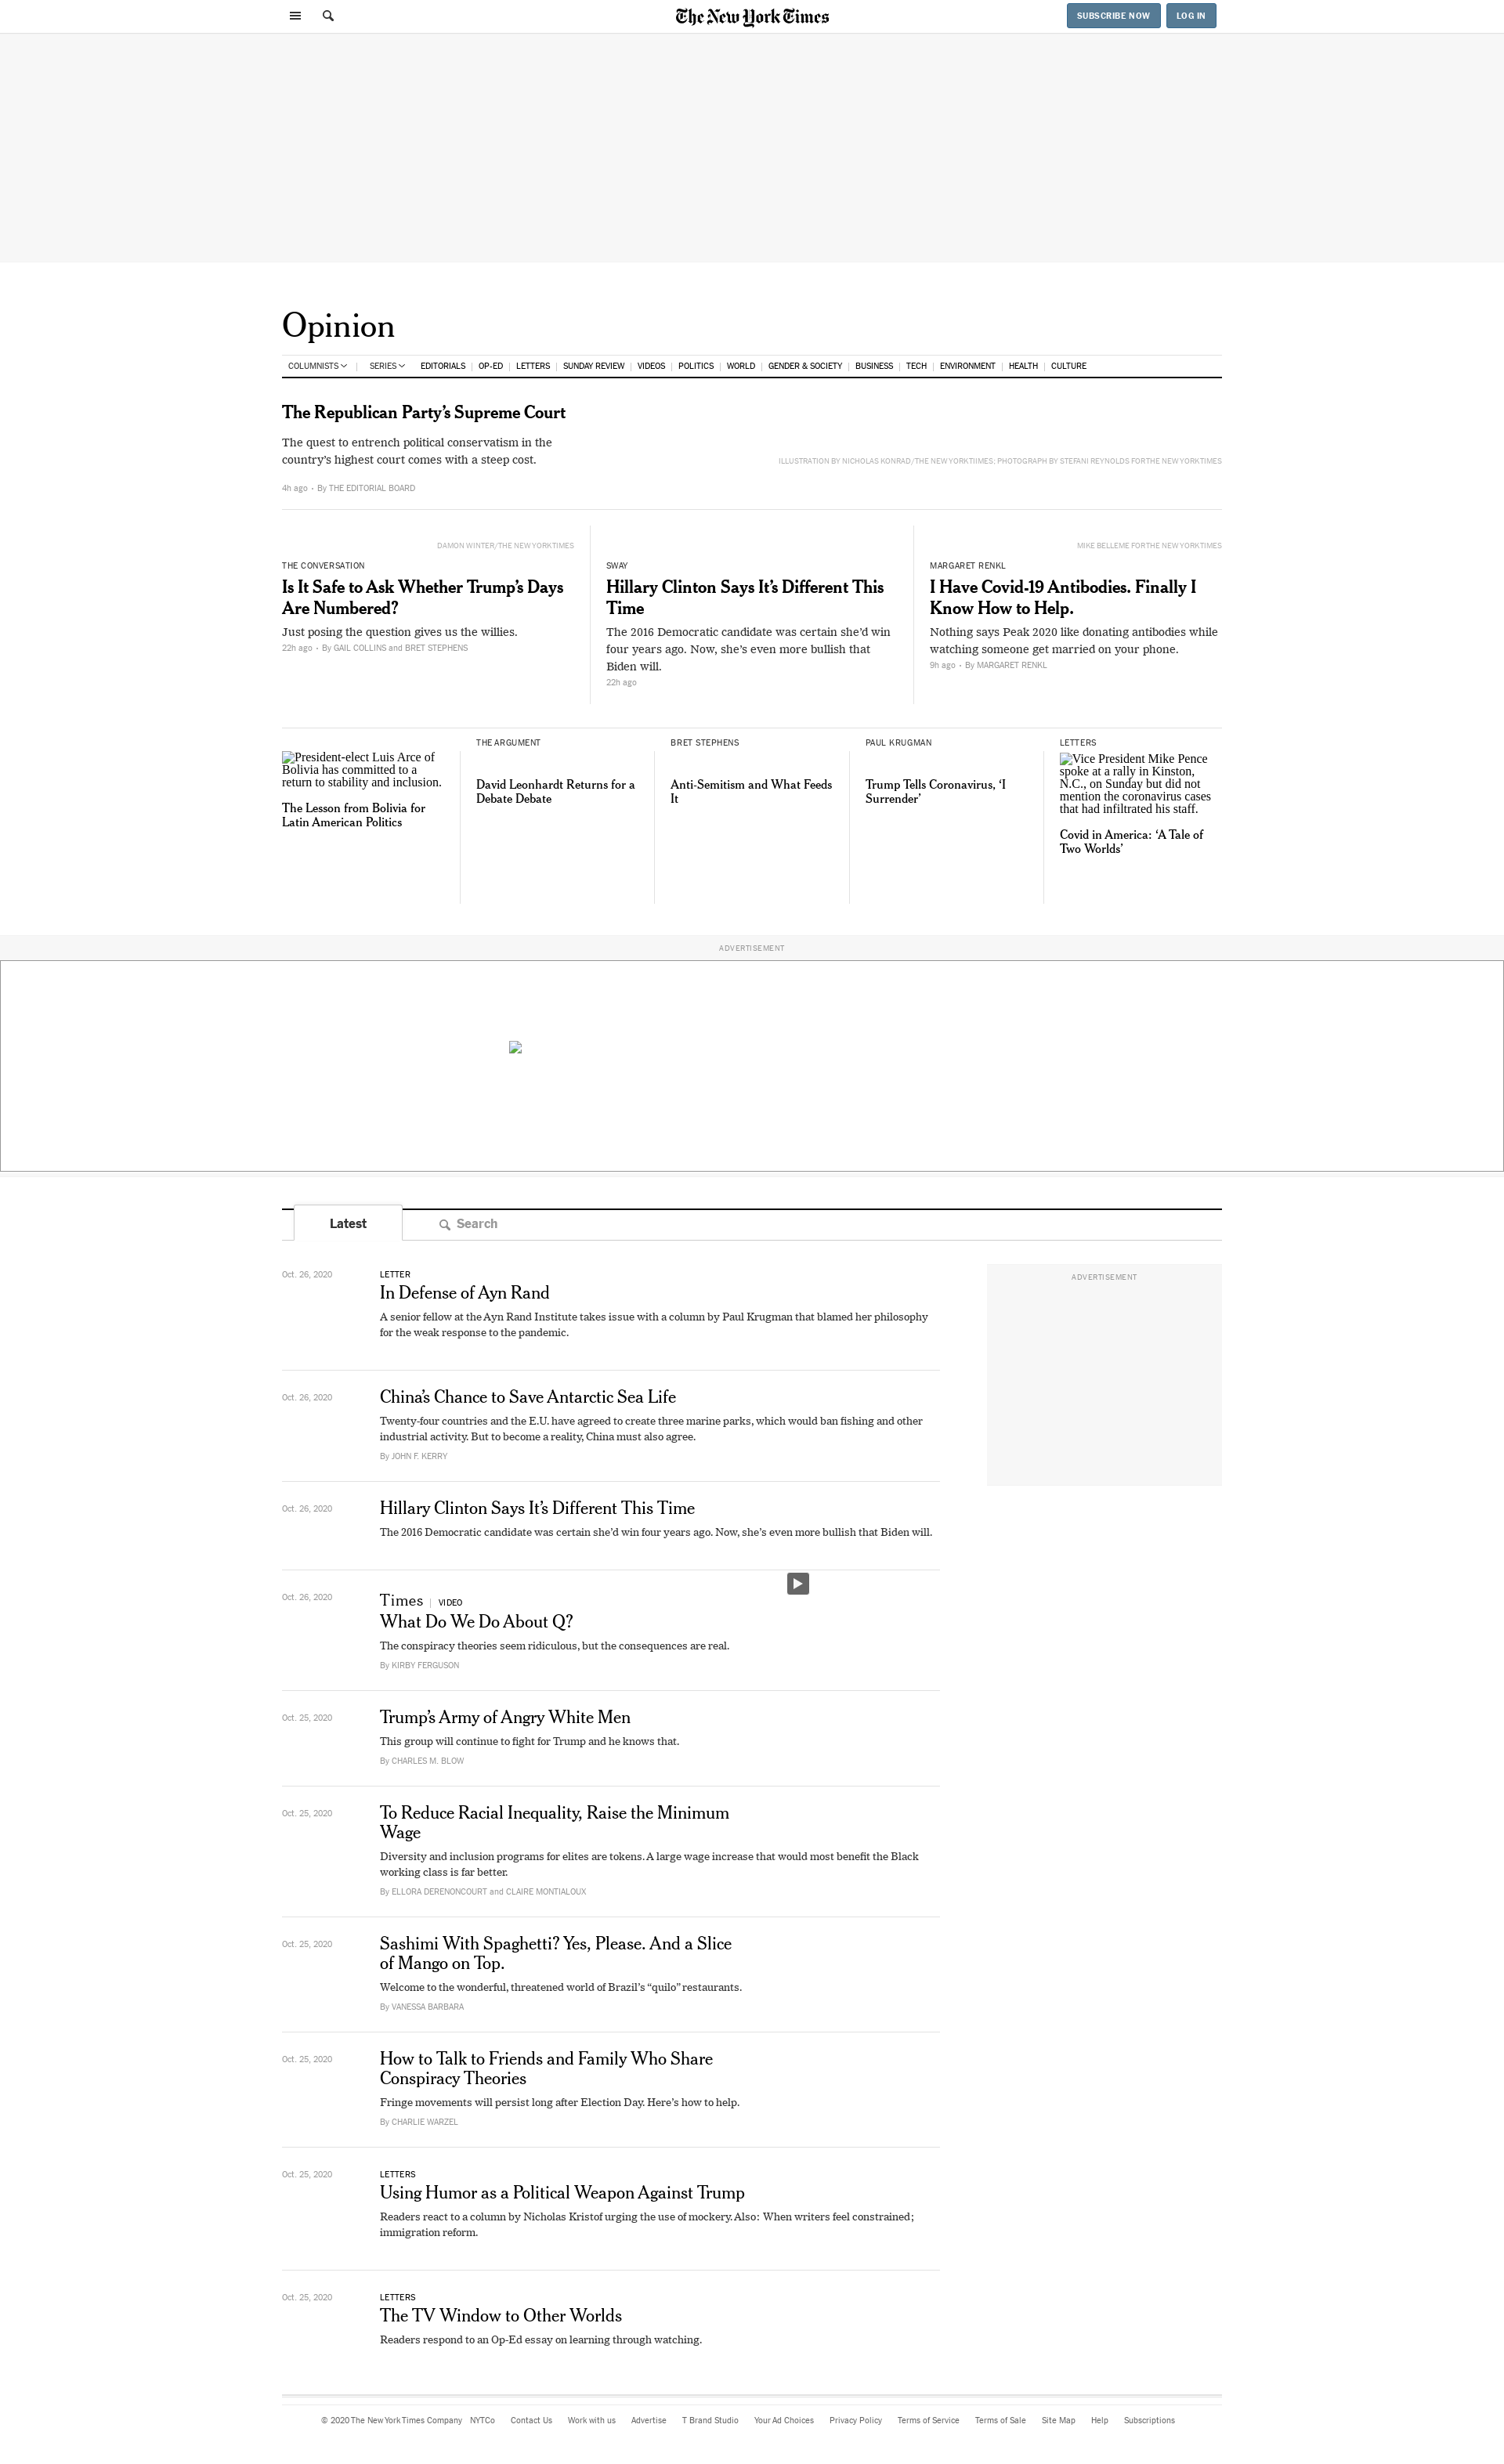 The New York Times
SUBSCRIBE NOW
LOG IN
Opinion
COLUMNISTS
SERIES
EDITORIALS
OP-ED
LETTERS
SUNDAY REVIEW
VIDEOS
POLITICS
WORLD
GENDER & SOCIETY
BUSINESS
TECH
ENVIRONMENT
HEALTH
CULTURE
The Republican Party’s Supreme Court
The quest to entrench political conservatism in the
country’s highest court comes with a steep cost.
ILLUSTRATION BY NICHOLAS KONRAD/THE NEW YORK TIIMES; PHOTOGRAPH BY STEFANI REYNOLDS FOR THE NEW YORK TIMES
4h ago • By THE EDITORIAL BOARD
DAMON WINTER/THE NEW YORK TIMES
THE CONVERSATION
Is It Safe to Ask Whether Trump’s Days
Are Numbered?
Just posing the question gives us the willies.
22h ago • By GAIL COLLINS and BRET STEPHENS
SWAY
Hillary Clinton Says It’s Different This
Time
The 2016 Democratic candidate was certain she’d win
four years ago. Now, she’s even more bullish that
Biden will.
22h ago
MIKE BELLEME FOR THE NEW YORK TIMES
MARGARET RENKL
I Have Covid-19 Antibodies. Finally I
Know How to Help.
Nothing says Peak 2020 like donating antibodies while
watching someone get married on your phone.
9h ago • By MARGARET RENKL
President-elect Luis Arce of
Bolivia has committed to a
return to stability and inclusion.
The Lesson from Bolivia for
Latin American Politics
THE ARGUMENT
David Leonhardt Returns for a
Debate Debate
BRET STEPHENS
Anti-Semitism and What Feeds
It
PAUL KRUGMAN
Trump Tells Coronavirus, ‘I
Surrender’
LETTERS
Vice President Mike Pence
spoke at a rally in Kinston,
N.C., on Sunday but did not
mention the coronavirus cases
that had infiltrated his staff.
Covid in America: ‘A Tale of
Two Worlds’
ADVERTISEMENT
Latest
Search
ADVERTISEMENT
Oct. 26, 2020
LETTER
In Defense of Ayn Rand
A senior fellow at the Ayn Rand Institute takes issue with a column by Paul Krugman that blamed her philosophy
for the weak response to the pandemic.
Oct. 26, 2020
China’s Chance to Save Antarctic Sea Life
Twenty-four countries and the E.U. have agreed to create three marine parks, which would ban fishing and other
industrial activity. But to become a reality, China must also agree.
By JOHN F. KERRY
Oct. 26, 2020
Hillary Clinton Says It’s Different This Time
The 2016 Democratic candidate was certain she’d win four years ago. Now, she’s even more bullish that Biden will.
Oct. 26, 2020
Times | VIDEO
What Do We Do About Q?
The conspiracy theories seem ridiculous, but the consequences are real.
By KIRBY FERGUSON
Oct. 25, 2020
Trump’s Army of Angry White Men
This group will continue to fight for Trump and he knows that.
By CHARLES M. BLOW
Oct. 25, 2020
To Reduce Racial Inequality, Raise the Minimum
Wage
Diversity and inclusion programs for elites are tokens. A large wage increase that would most benefit the Black
working class is far better.
By ELLORA DERENONCOURT and CLAIRE MONTIALOUX
Oct. 25, 2020
Sashimi With Spaghetti? Yes, Please. And a Slice
of Mango on Top.
Welcome to the wonderful, threatened world of Brazil’s “quilo” restaurants.
By VANESSA BARBARA
Oct. 25, 2020
How to Talk to Friends and Family Who Share
Conspiracy Theories
Fringe movements will persist long after Election Day. Here’s how to help.
By CHARLIE WARZEL
Oct. 25, 2020
LETTERS
Using Humor as a Political Weapon Against Trump
Readers react to a column by Nicholas Kristof urging the use of mockery. Also: When writers feel constrained;
immigration reform.
Oct. 25, 2020
LETTERS
The TV Window to Other Worlds
Readers respond to an Op-Ed essay on learning through watching.
© 2020 The New York Times Company
NYTCo
Contact Us
Work with us
Advertise
T Brand Studio
Your Ad Choices
Privacy Policy
Terms of Service
Terms of Sale
Site Map
Help
Subscriptions